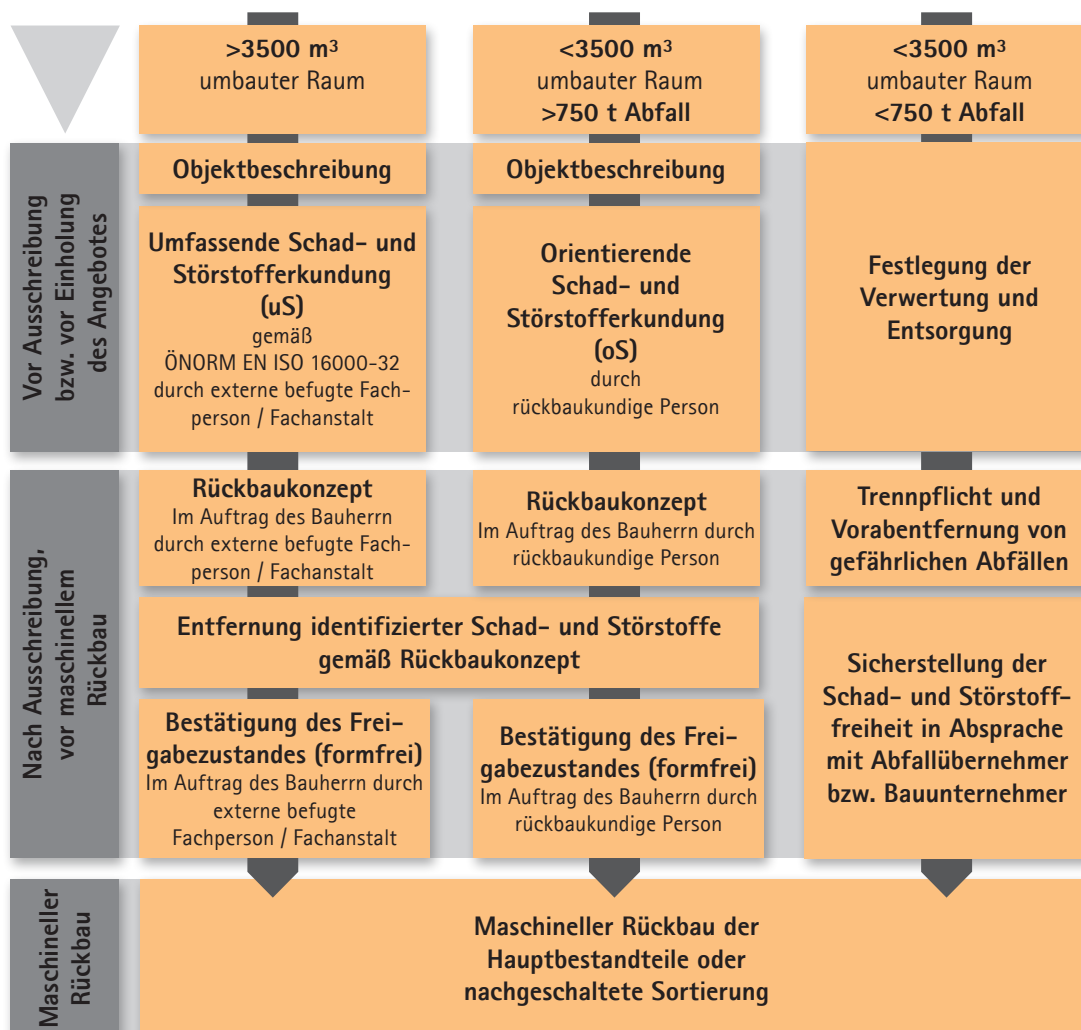 >3500 m³
umbauter Raum
<3500 m³
umbauter Raum
>750 t Abfall
<3500 m³
umbauter Raum
<750 t Abfall
Vor Ausschreibung
bzw. vor Einholung
des Angebotes
Objektbeschreibung
Umfassende Schad- und
Störstofferkundung
(uS)
gemäß
ÖNORM EN ISO 16000-32
durch externe befugte Fach-
person / Fachanstalt
Objektbeschreibung
Orientierende
Schad- und
Störstofferkundung
(oS)
durch
rückbaukundige Person
Festlegung der
Verwertung und
Entsorgung
Nach Ausschreibung,
vor maschinellem
Rückbau
Rückbaukonzept
Im Auftrag des Bauherrn
durch externe befugte Fach-
person / Fachanstalt
Rückbaukonzept
Im Auftrag des Bauherrn durch
rückbaukundige Person
Trennpflicht und
Vorabentfernung von
gefährlichen Abfällen
Entfernung identifizierter Schad- und Störstoffe
gemäß Rückbaukonzept
Bestätigung des Frei-
gabezustandes (formfrei)
Im Auftrag des Bauherrn durch
externe befugte
Fachperson / Fachanstalt
Bestätigung des Frei-
gabezustandes (formfrei)
Im Auftrag des Bauherrn durch
rückbaukundige Person
Sicherstellung der
Schad- und Störstoff-
freiheit in Absprache
mit Abfallübernehmer
bzw. Bauunternehmer
Maschineller
Rückbau
Maschineller Rückbau der
Hauptbestandteile oder
nachgeschaltete Sortierung